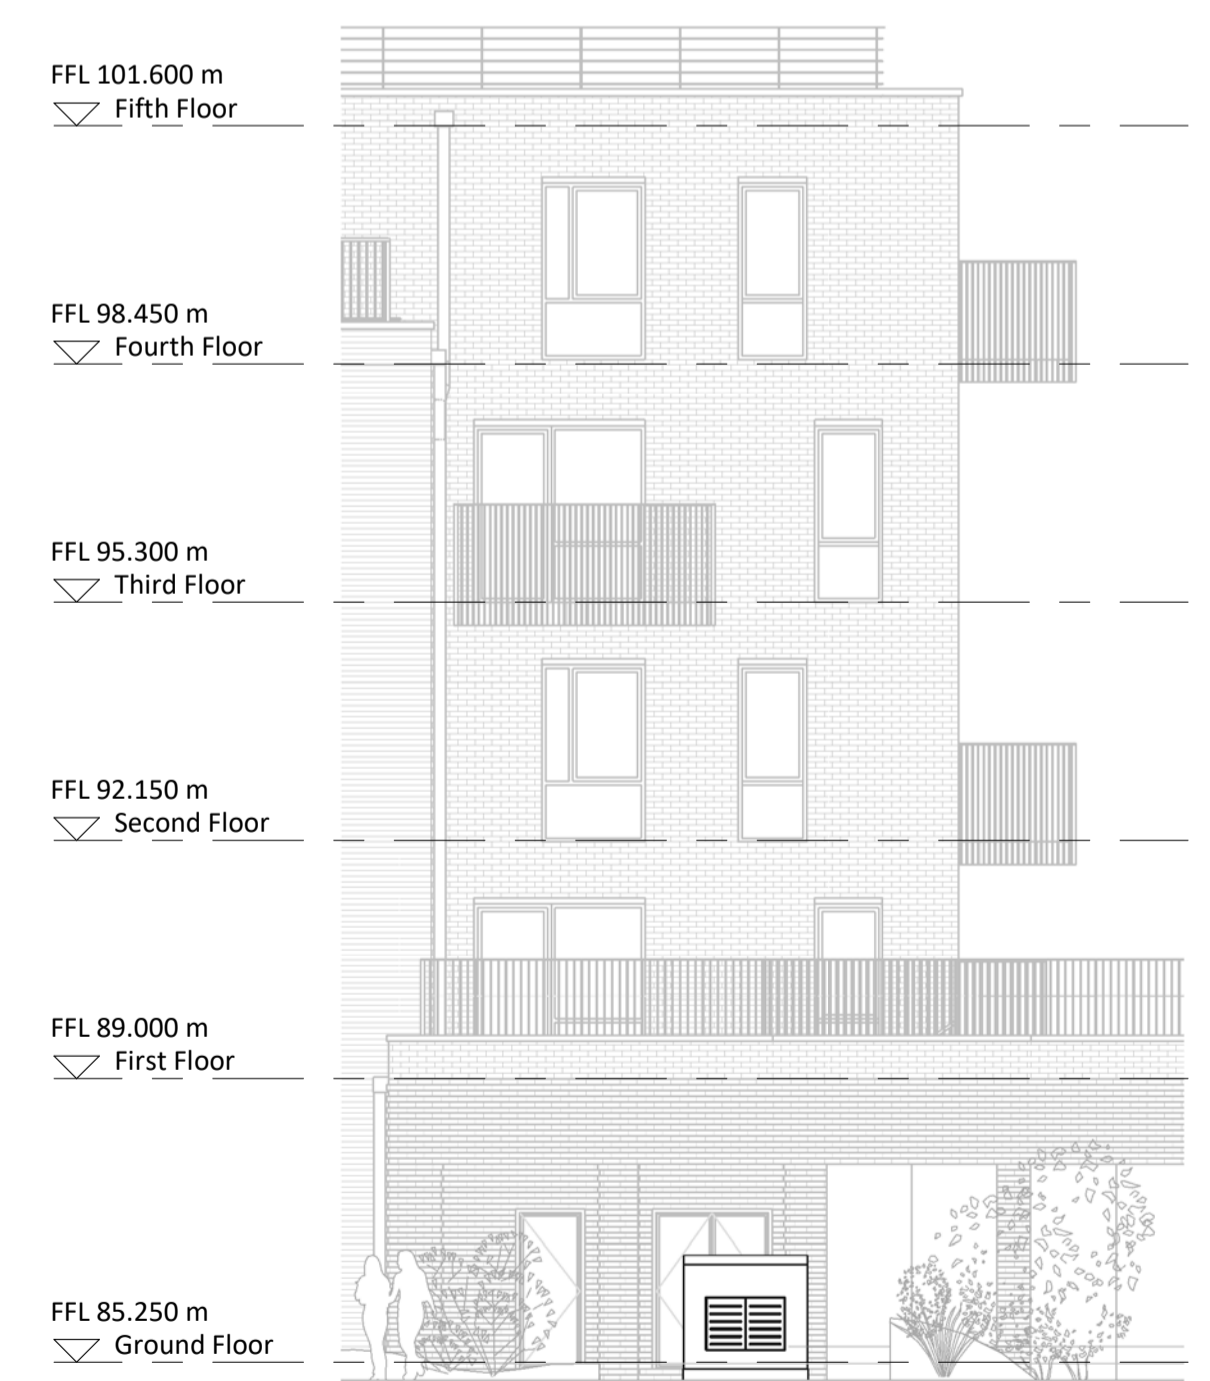 FFL 101.600 m
Fifth Floor
FFL 98.450 m
Fourth Floor
FFL 95.300 m
Third Floor
FFL 92.150 m
Second Floor
FFL 89.000 m
First Floor
FFL 85.250 m
Ground Floor